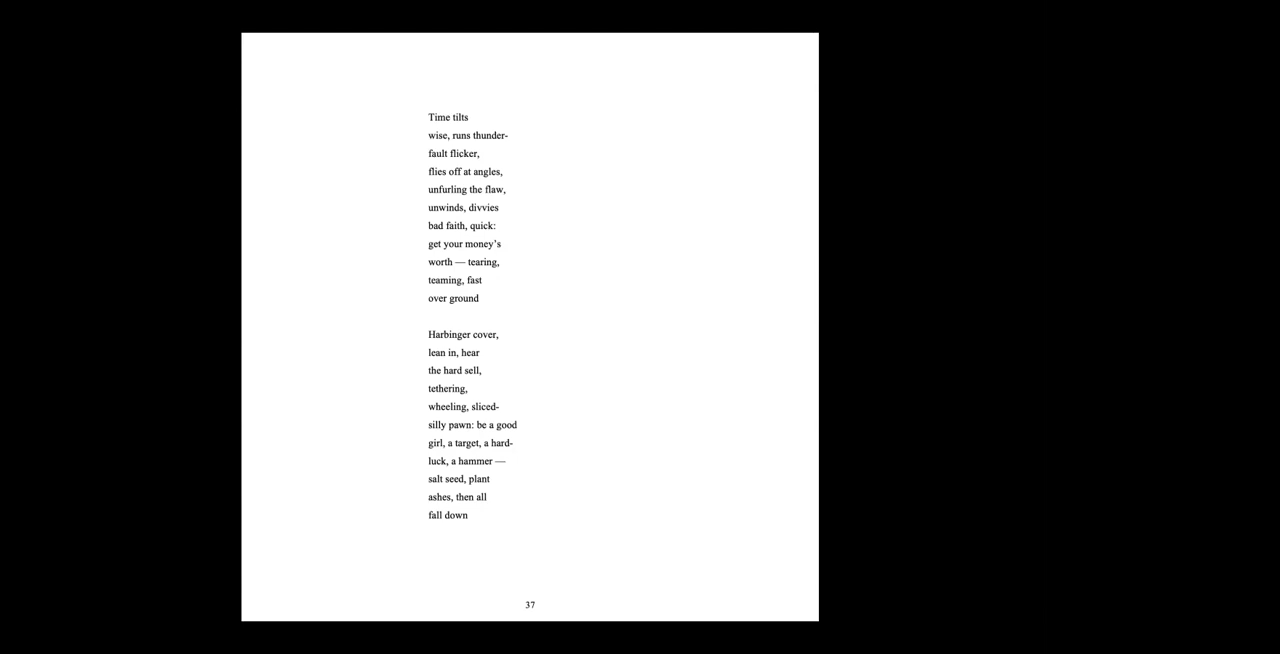 Time tilts
wise, runs thunder-
fault flicker,
flies off at angles,
unfurling the flaw,
unwinds, divvies
bad faith, quick:
get your money’s
worth — tearing,
teaming, fast
over ground

Harbinger cover,
lean in, hear
the hard sell,
tethering,
wheeling, sliced-
silly pawn: be a good
girl, a target, a hard-
luck, a hammer —
salt seed, plant
ashes, then all
fall down

37